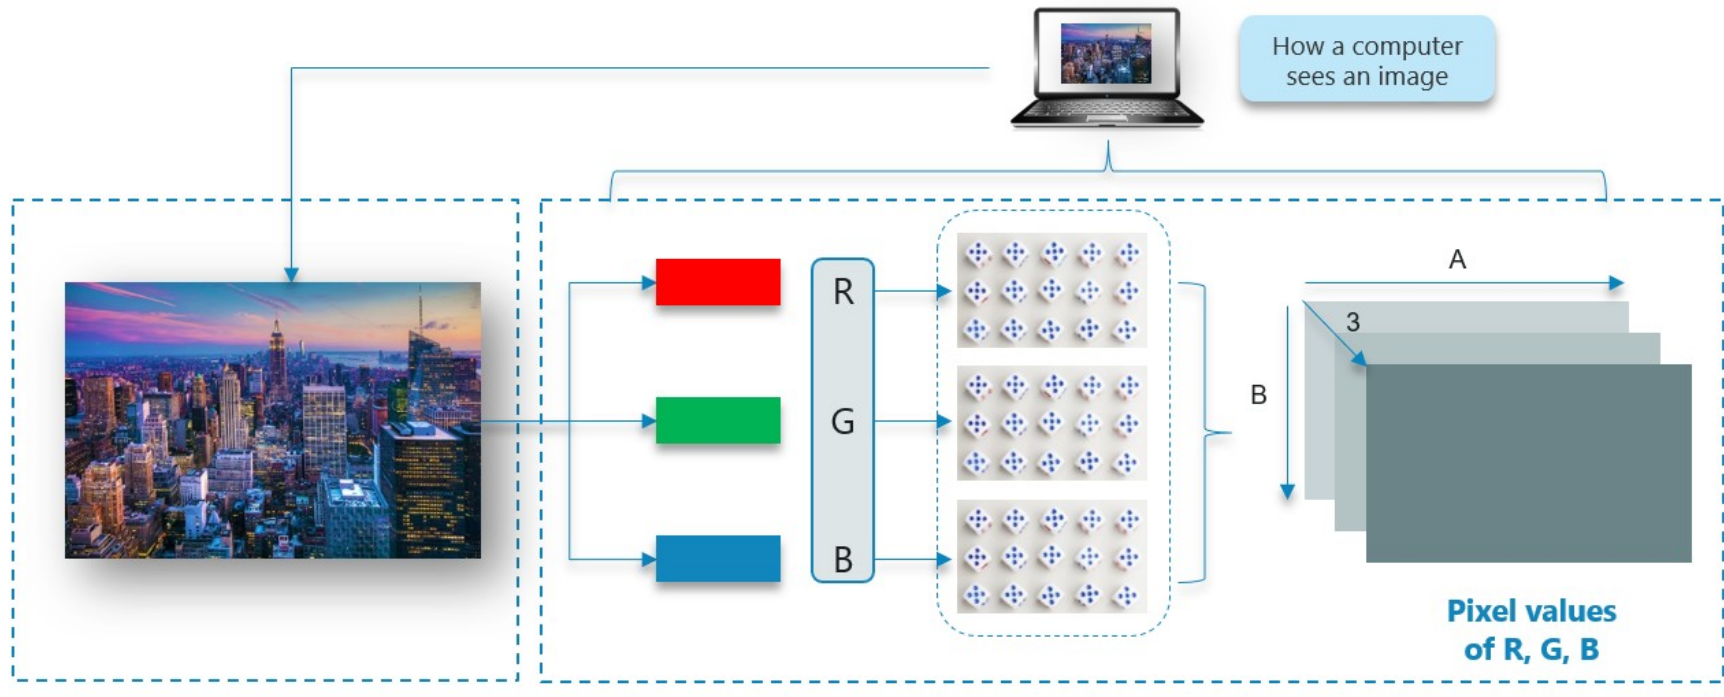 How a computer
sees an image
R
G
B
A
3
B
Pixel values
of R, G, B